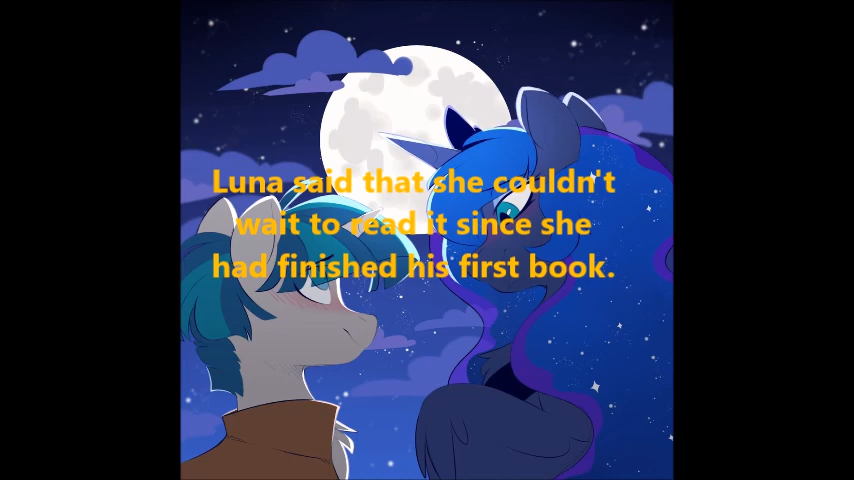 Luna said that she couldn't
wait to read it since she
had finished his first book.